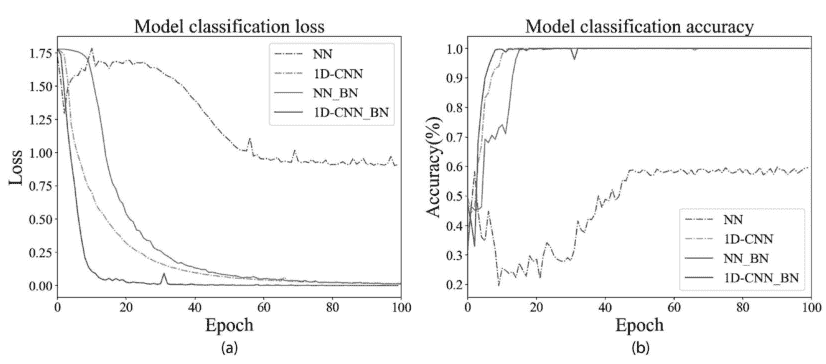 Model classification loss
1.75
1.50
1.25
1.00
0.75
0.50
0.25
0.00
Loss
0
20
40
60
80
100
Epoch
NN
1D-CNN
NN_BN
1D-CNN_BN
(a)
Model classification accuracy
1.0
0.9
0.8
0.7
0.6
0.5
0.4
0.3
0.2
Accuracy(%)
0
20
40
60
80
100
Epoch
NN
1D-CNN
NN_BN
1D-CNN_BN
(b)